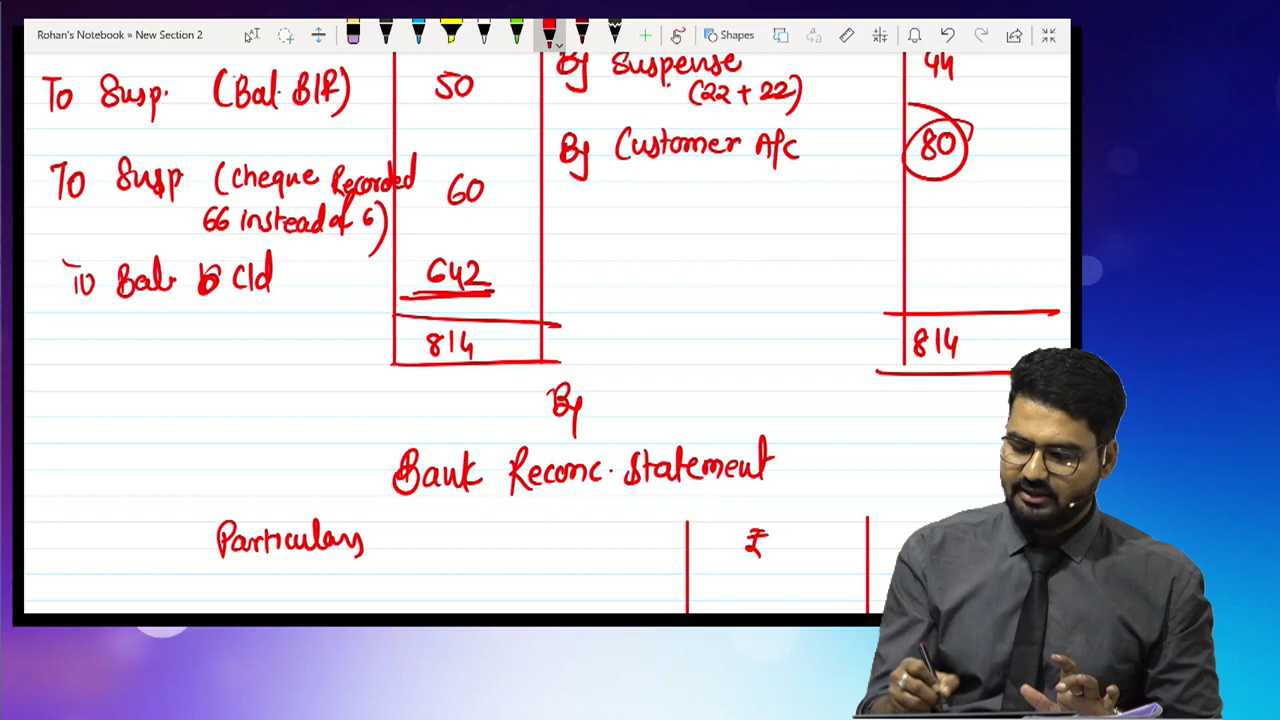 Rohan's Notebook » New Section 2
Shapes
By Suspense 44
(22 + 22)
To Susp. (Bal. B/F) 50
By Customer A/c 80
To Susp (Cheque Recorded 60
66 instead of 6)
To Bal. C/d 642
814 814
By
Bank Reconc. Statement
Particulars ₹